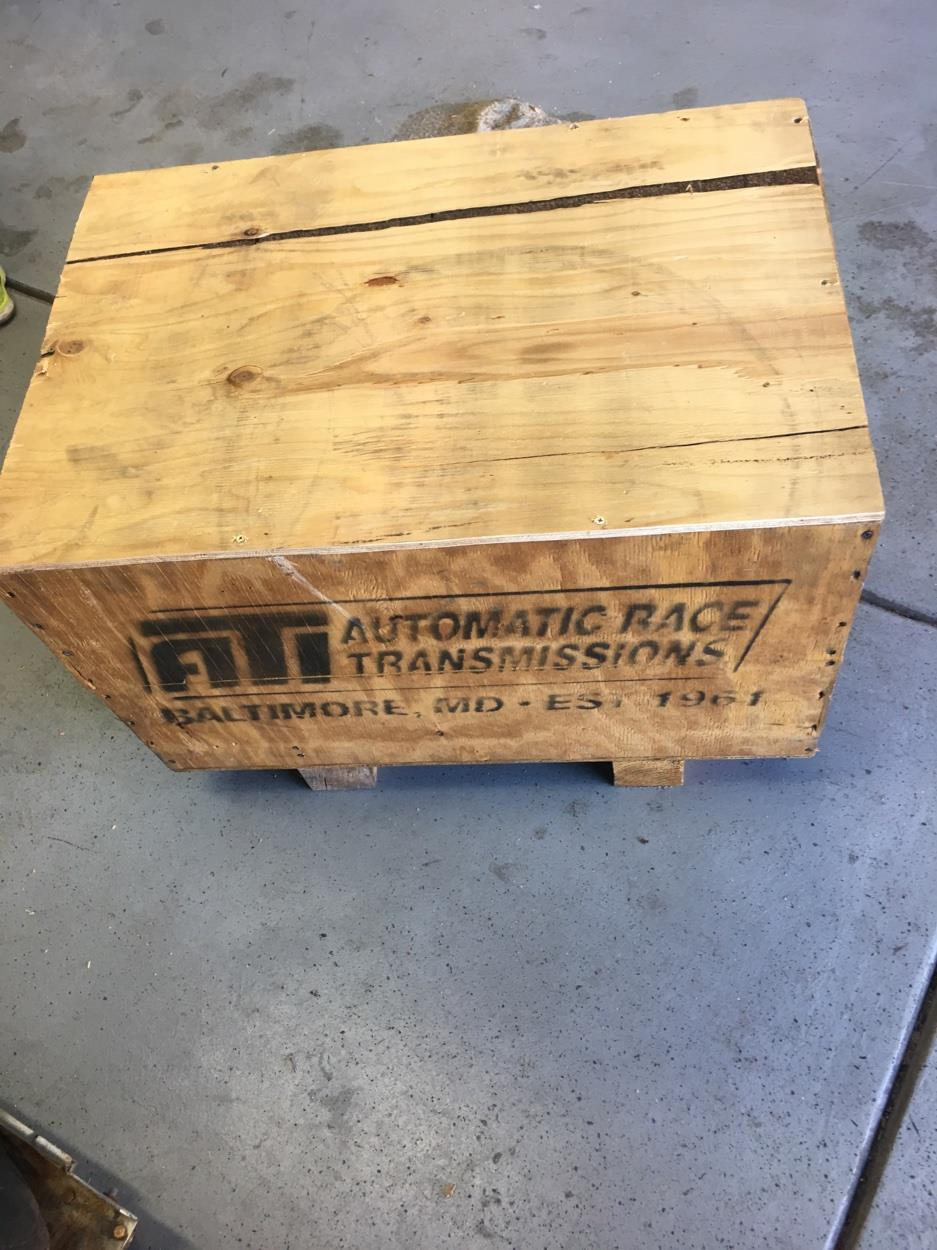 ATI AUTOMATIC RACE
TRANSMISSIONS
BALTIMORE, MD • EST 1961